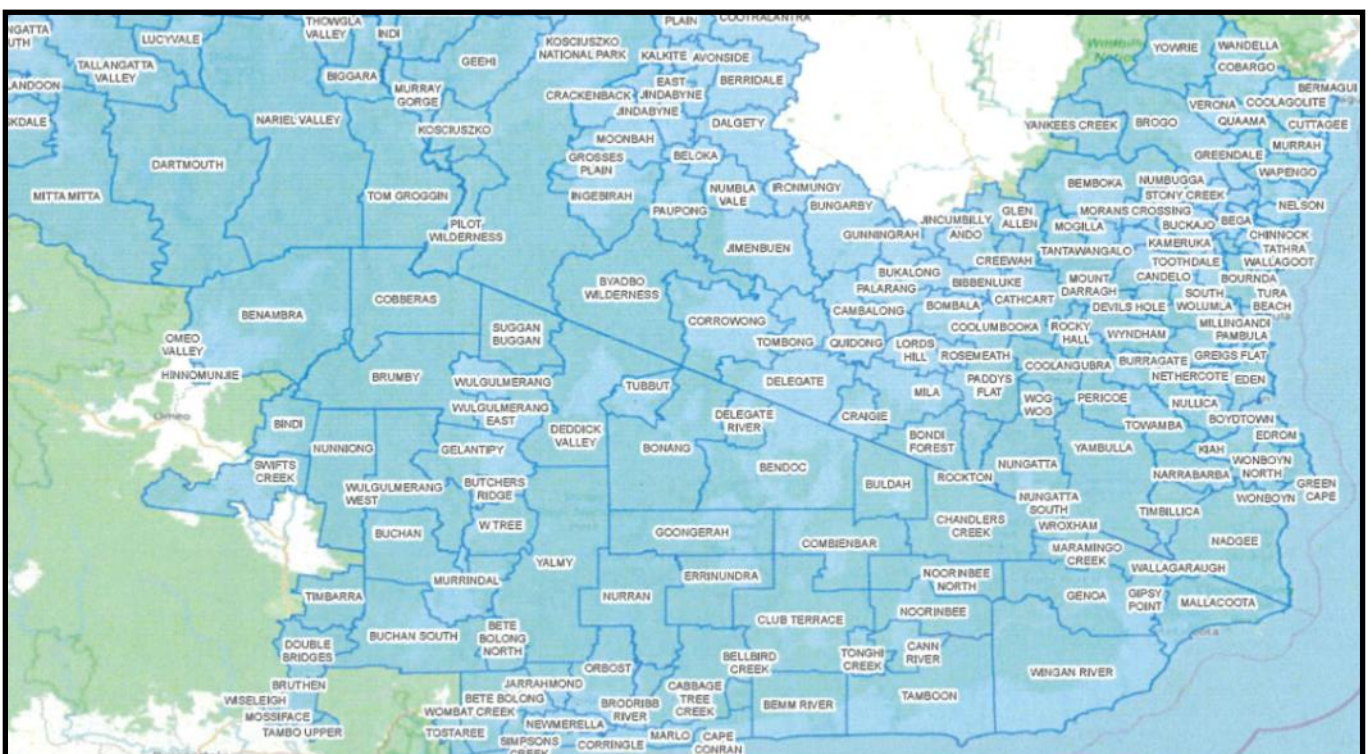 PLAIN
COOTRALANTRA
THOWGLA
VALLEY
INDI
LUCYVALE
TALLANGATTA
VALLEY
BIGGARA
MURRAY
GORGE
GEEHI
KOSCIUSZKO
NATIONAL PARK
KALKITE
AVONSIDE
YOWRIE
WANDELLA
COBARGO
BERMAGUI
CRACKENBACK
EAST
JINDABYNE
JINDABYNE
BERRIDALE
VERONA
COOLAGOLITE
NARIEL VALLEY
KOSCIUSZKO
MOONBAH
DALGETY
YANKEES CREEK
BROGO
QUAAMA
CUTTAGEE
DARTMOUTH
GROSSES
PLAIN
BELOKA
GREENDALE
MURRAH
WAPENGO
MITTA MITTA
TOM GROGGIN
INGEBIRAH
NUMBLA
VALE
IRONMUNGY
BEMBOKA
NUMBUGGA
STONY CREEK
PAUPONG
BUNGARBY
NELSON
PILOT
WILDERNESS
GUNNINGRAH
JINCUMBILLY
ANDO
GLEN
ALLEN
MORANS CROSSING
MOGILLA
BUCKAJO
BEGA
CHINNOCK
JIMENBUEN
CREEWAH
TANTAWANGALO
KAMERUKA
TATHRA
TOOTHDALE
WALLAGOOT
BYADBO
WILDERNESS
BUKALONG
PALARANG
BIBBENLUKE
MOUNT
DARRAGH
CANDELO
BOURNDA
BENAMBRA
COBBERAS
CATHCART
DEVILS HOLE
SOUTH
WOLUMLA
TURA
BEACH
SUGGAN
BUGGAN
CORROWONG
CAMBALONG
BOMBALA
COOLUMBOOKA
ROCKY
HALL
WYNDHAM
MILLINGANDI
PAMBULA
OMEO
VALLEY
TOMBONG
QUIDONG
LORDS
HILL
ROSEMEATH
COOLANGUBRA
BURRAGATE
GREIGS FLAT
HINNOMUNJIE
BRUMBY
WULGULMERANG
TUBBUT
DELEGATE
MILA
PADDYS
FLAT
NETHERCOTE
EDEN
Omeo
WULGULMERANG
EAST
DELEGATE
RIVER
CRAIGIE
WOG
WOG
PERICOE
NULLICA
BOYDTOWN
BINDI
DEDDICK
VALLEY
BONDI
FOREST
TOWAMBA
EDROM
NUNNIONG
GELANTIPY
BONANG
BENDOC
YAMBULLA
KIAH
SWIFTS
CREEK
ROCKTON
NUNGATTA
NARRABARBA
WONBOYN
NORTH
WULGULMERANG
WEST
BUTCHERS
RIDGE
BULDAH
WONBOYN
GREEN
CAPE
NUNGATTA
SOUTH
TIMBILLICA
BUCHAN
W TREE
GOONGERAH
COMBIENBAR
CHANDLERS
CREEK
WROXHAM
NADGEE
MARAMINGO
CREEK
YALMY
WALLAGARAUGH
MURRINDAL
ERRINUNDRA
NOORINBEE
NORTH
TIMBARRA
NURRAN
GENOA
GIPSY
POINT
MALLACOOTA
NOORINBEE
CLUB TERRACE
BUCHAN SOUTH
BETE
BOLONG
NORTH
DOUBLE
BRIDGES
BELLBIRD
CREEK
TONGHI
CREEK
CANN
RIVER
WINGAN RIVER
ORBOST
BRUTHEN
JARRAHMOND
CABBAGE
TREE
CREEK
TAMBOON
WISELEIGH
BETE BOLONG
BRODRIBB
RIVER
BEMM RIVER
MOSSIFACE
WOMBAT CREEK
NEWMERELLA
TAMBO UPPER
TOSTAREE
MARLO
CAPE
CONRAN
SIMPSONS
CREEK
CORRINGLE